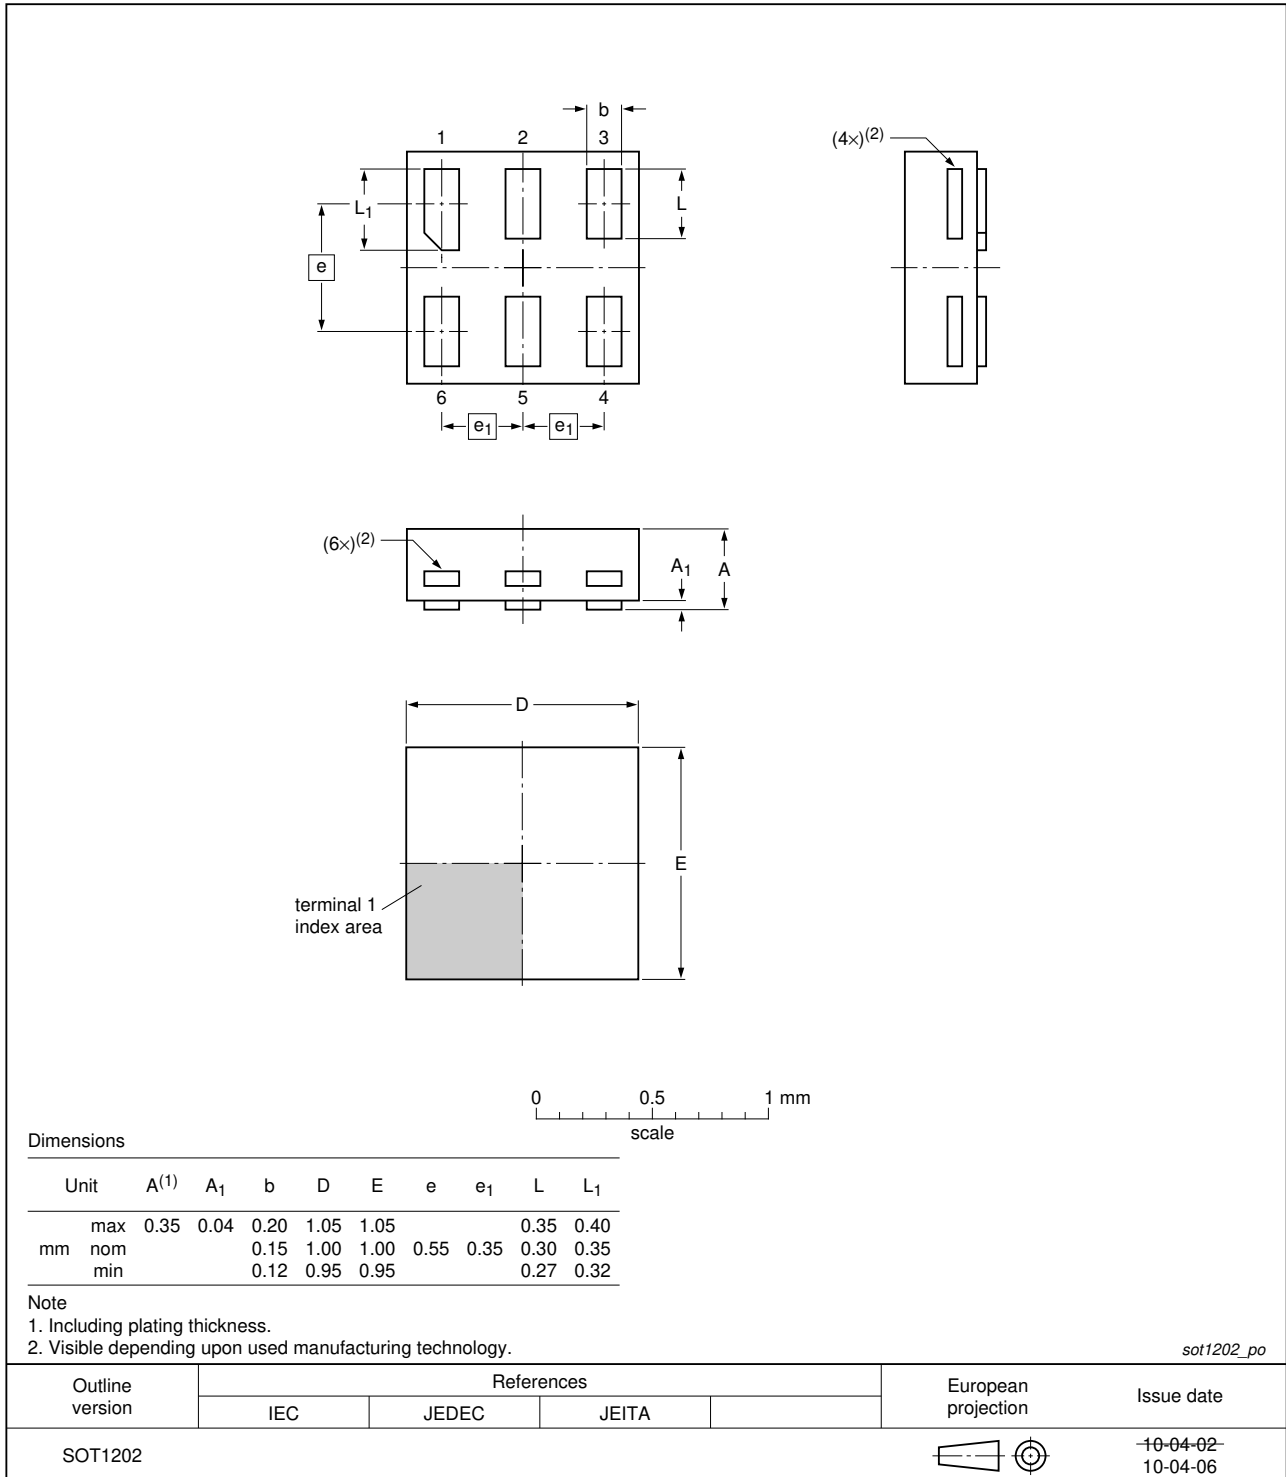 b
1 2 3
(4×)(2)
L1
L
e
6 5 4
e1 e1
(6×)(2)
A1 A
D
E
terminal 1
index area
0 0.5 1 mm
scale
Dimensions
Unit A(1) A1 b D E e e1 L L1
max 0.35 0.04 0.20 1.05 1.05 0.35 0.40
mm nom 0.15 1.00 1.00 0.55 0.35 0.30 0.35
min 0.12 0.95 0.95 0.27 0.32
Note
1. Including plating thickness.
2. Visible depending upon used manufacturing technology.
sot1202_po
Outline
version
References
IEC JEDEC JEITA
European
projection
Issue date
SOT1202
10-04-02
10-04-06